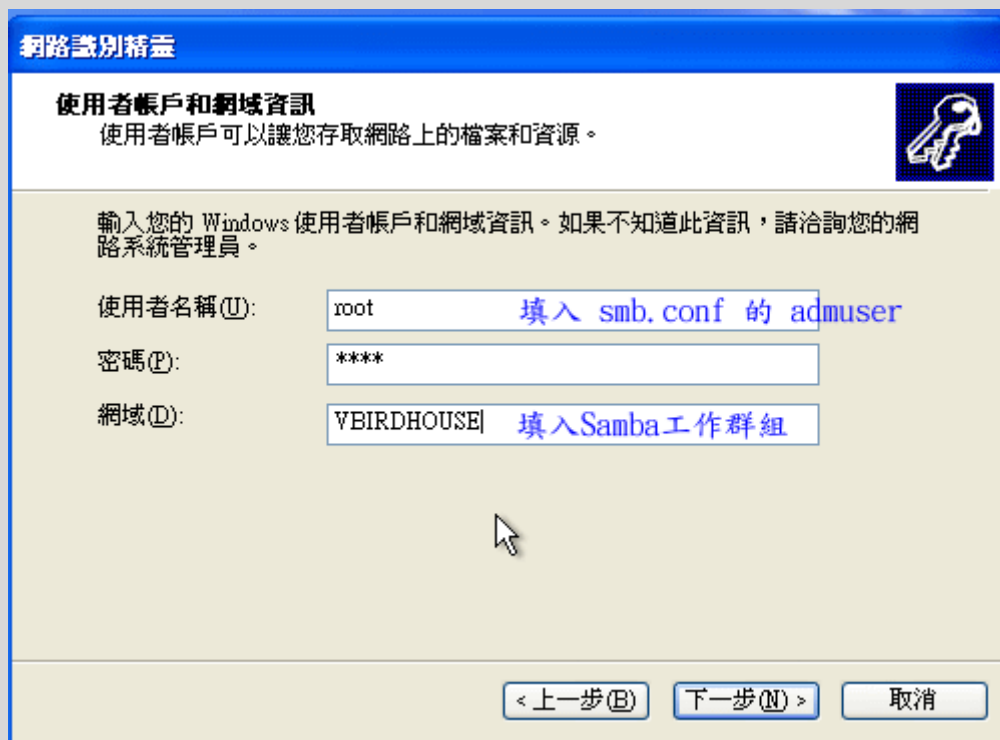 網路識別精靈
使用者帳戶和網域資訊
使用者帳戶可以讓您存取網路上的檔案和資源。
輸入您的 Windows 使用者帳戶和網域資訊。如果不知道此資訊，請洽詢您的網
路系統管理員。
使用者名稱(U): root 填入 smb.conf 的 admuser
密碼(P): ****
網域(D): VBIRDHOUSE 填入Samba工作群組
< 上一步(B) 下一步(N) > 取消